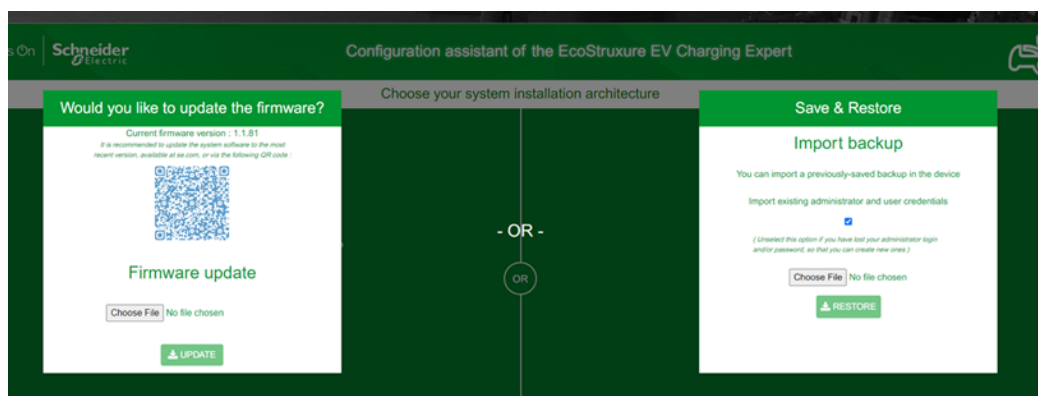 s On
Schneider
Electric
Configuration assistant of the EcoStruxure EV Charging Expert
Choose your system installation architecture
Would you like to update the firmware?
Current firmware version : 1.1.81
It is recommended to update the system software to the most
recent version, available at se.com, or via the following QR code :
Firmware update
Choose File No file chosen
UPDATE
- OR -
OR
Save & Restore
Import backup
You can import a previously-saved backup in the device
Import existing administrator and user credentials
( Unselect this option if you have lost your administrator login
and/or password, so that you can create new ones )
Choose File No file chosen
RESTORE